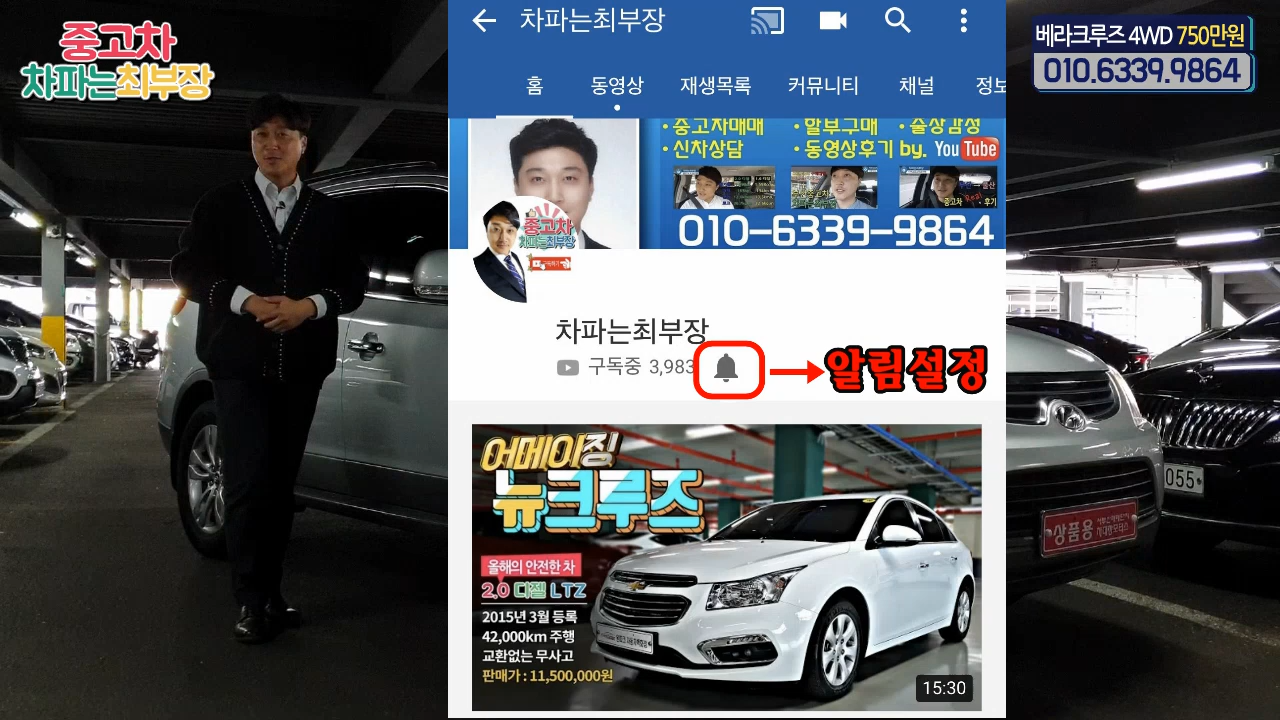 중고차
차파는최부장
차파는최부장
홈 동영상 재생목록 커뮤니티 채널 정보
•중고차매매 •할부구매 •출장감정
•신차상담 •동영상후기 by. YouTube
010-6339-9864
중고차
차파는최부장
차파는최부장
구독중 3,983
알림설정
어메이징
뉴크루즈
올해의 안전한 차
2.0 디젤 LTZ
2015년 3월 등록
42,000km 주행
교환없는 무사고
판매가 : 11,500,000원
15:30
베라크루즈 4WD 750만원
010.6339.9864
055
상품용